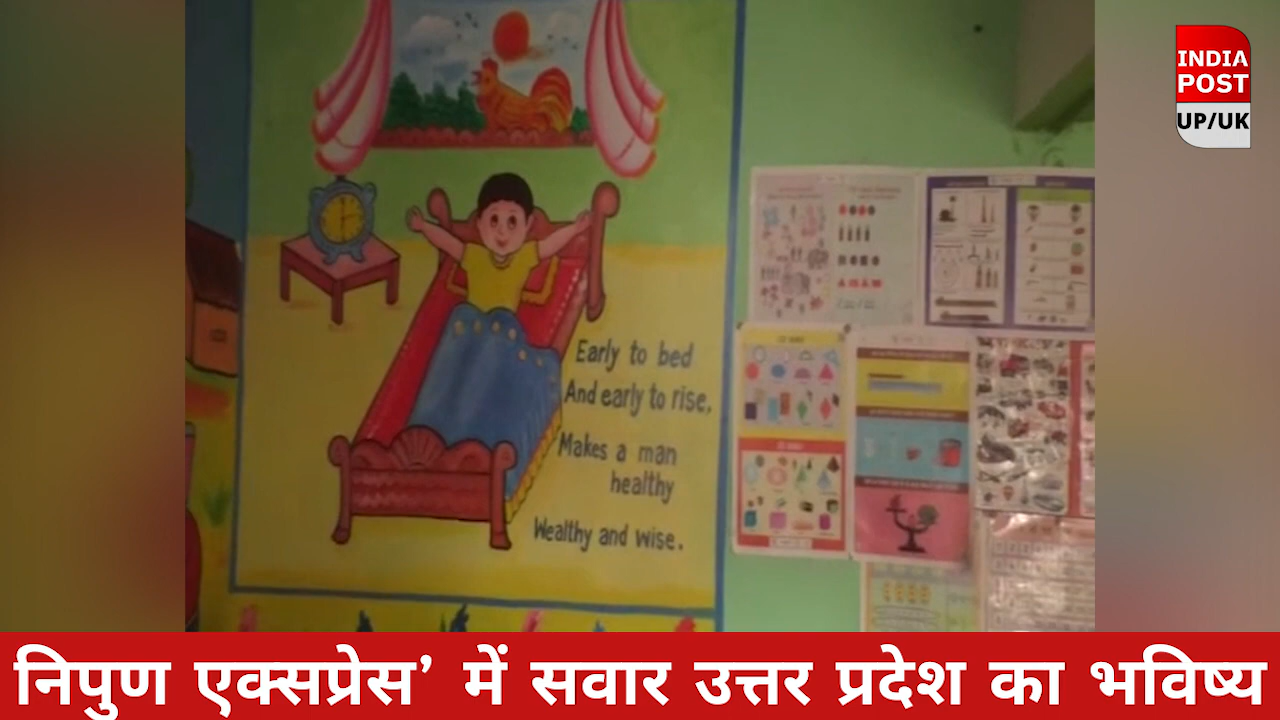 INDIA
POST
UP/UK
Early to bed
And early to rise,
Makes a man
healthy
Wealthy and wise.
निपुण एक्सप्रेस’ में सवार उत्तर प्रदेश का भविष्य